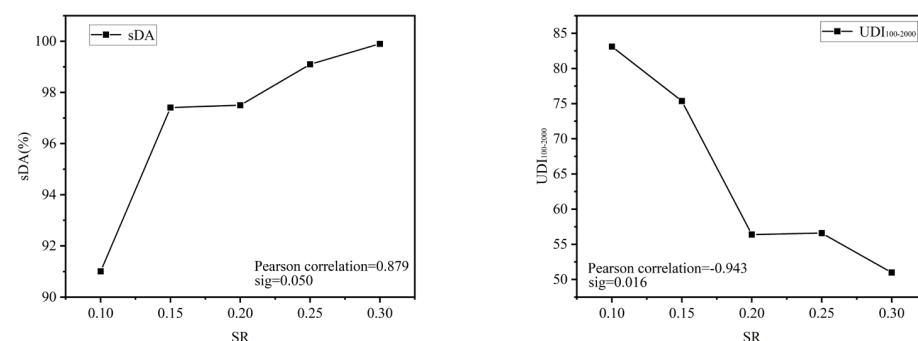 sDA
100
98
96
94
92
90
sDA(%)
Pearson correlation=0.879
sig=0.050
0.10 0.15 0.20 0.25 0.30
SR
UDI100-2000
85
80
75
70
65
60
55
50
UDI100-2000
Pearson correlation=-0.943
sig=0.016
0.10 0.15 0.20 0.25 0.30
SR